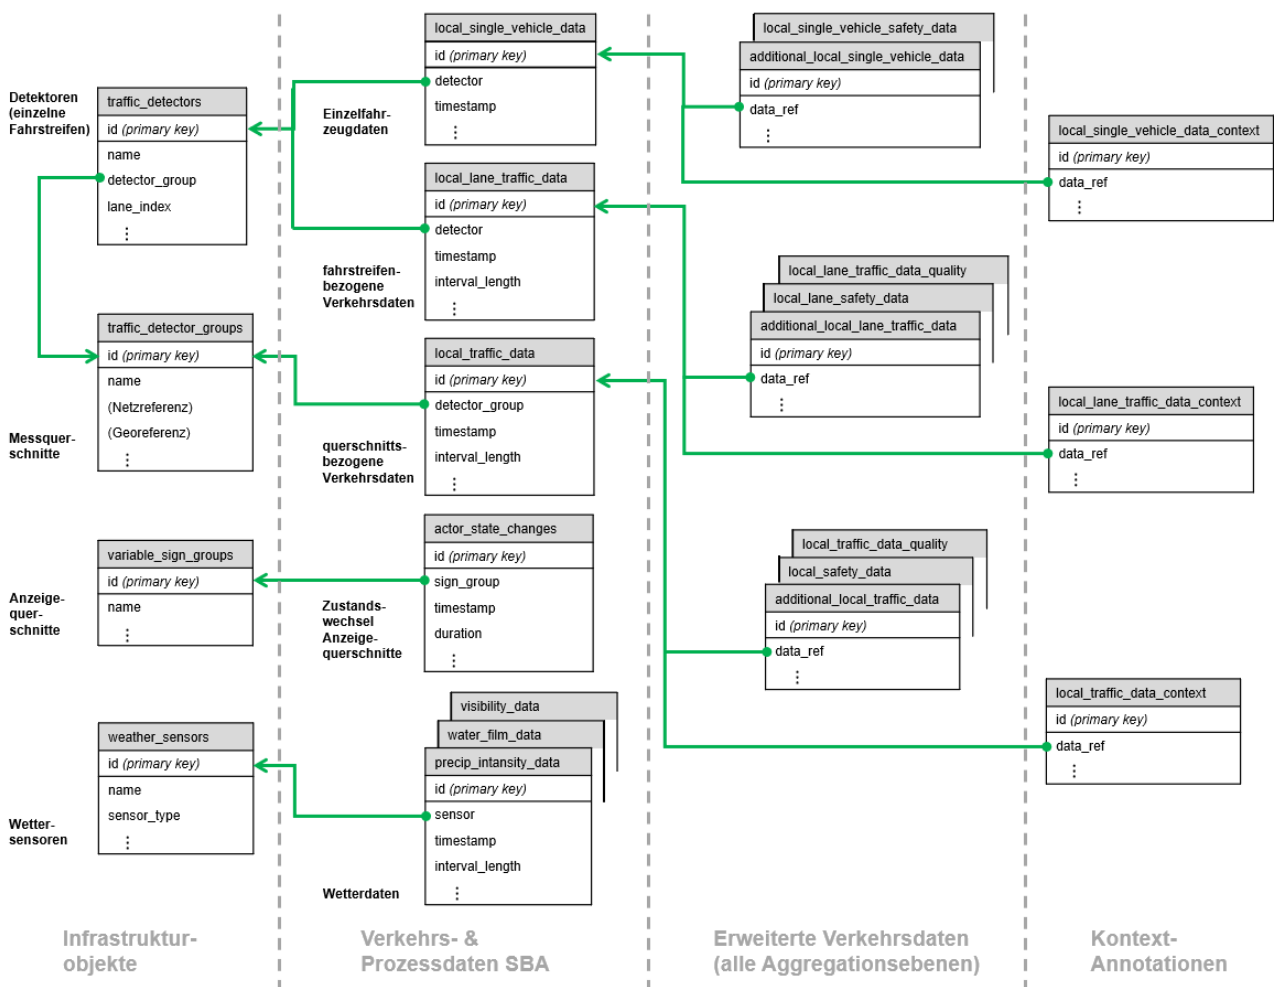 Detektoren
(einzelne
Fahrstreifen)
traffic_detectors
id (primary key)
name
detector_group
lane_index
⋮
Messquer-
schnitte
traffic_detector_groups
id (primary key)
name
(Netzreferenz)
(Georeferenz)
⋮
Anzeige-
quer-
schnitte
variable_sign_groups
id (primary key)
name
⋮
Wetter-
sensoren
weather_sensors
id (primary key)
name
sensor_type
⋮
Infrastruktur-
objekte
Einzelfahr-
zeugdaten
local_single_vehicle_data
id (primary key)
detector
timestamp
⋮
fahrstreifen-
bezogene
Verkehrsdaten
local_lane_traffic_data
id (primary key)
detector
timestamp
interval_length
⋮
querschnitts-
bezogene
Verkehrsdaten
local_traffic_data
id (primary key)
detector_group
timestamp
interval_length
⋮
Zustands-
wechsel
Anzeige-
querschnitte
actor_state_changes
id (primary key)
sign_group
timestamp
duration
⋮
Wetterdaten
visibility_data
water_film_data
precip_intansity_data
id (primary key)
sensor
timestamp
interval_length
⋮
Verkehrs- &
Prozessdaten SBA
local_single_vehicle_safety_data
additional_local_single_vehicle_data
id (primary key)
data_ref
⋮
local_lane_traffic_data_quality
local_lane_safety_data
additional_local_lane_traffic_data
id (primary key)
data_ref
⋮
local_traffic_data_quality
local_safety_data
additional_local_traffic_data
id (primary key)
data_ref
⋮
Erweiterte Verkehrsdaten
(alle Aggregationsebenen)
local_single_vehicle_data_context
id (primary key)
data_ref
⋮
local_lane_traffic_data_context
id (primary key)
data_ref
⋮
local_traffic_data_context
id (primary key)
data_ref
⋮
Kontext-
Annotationen